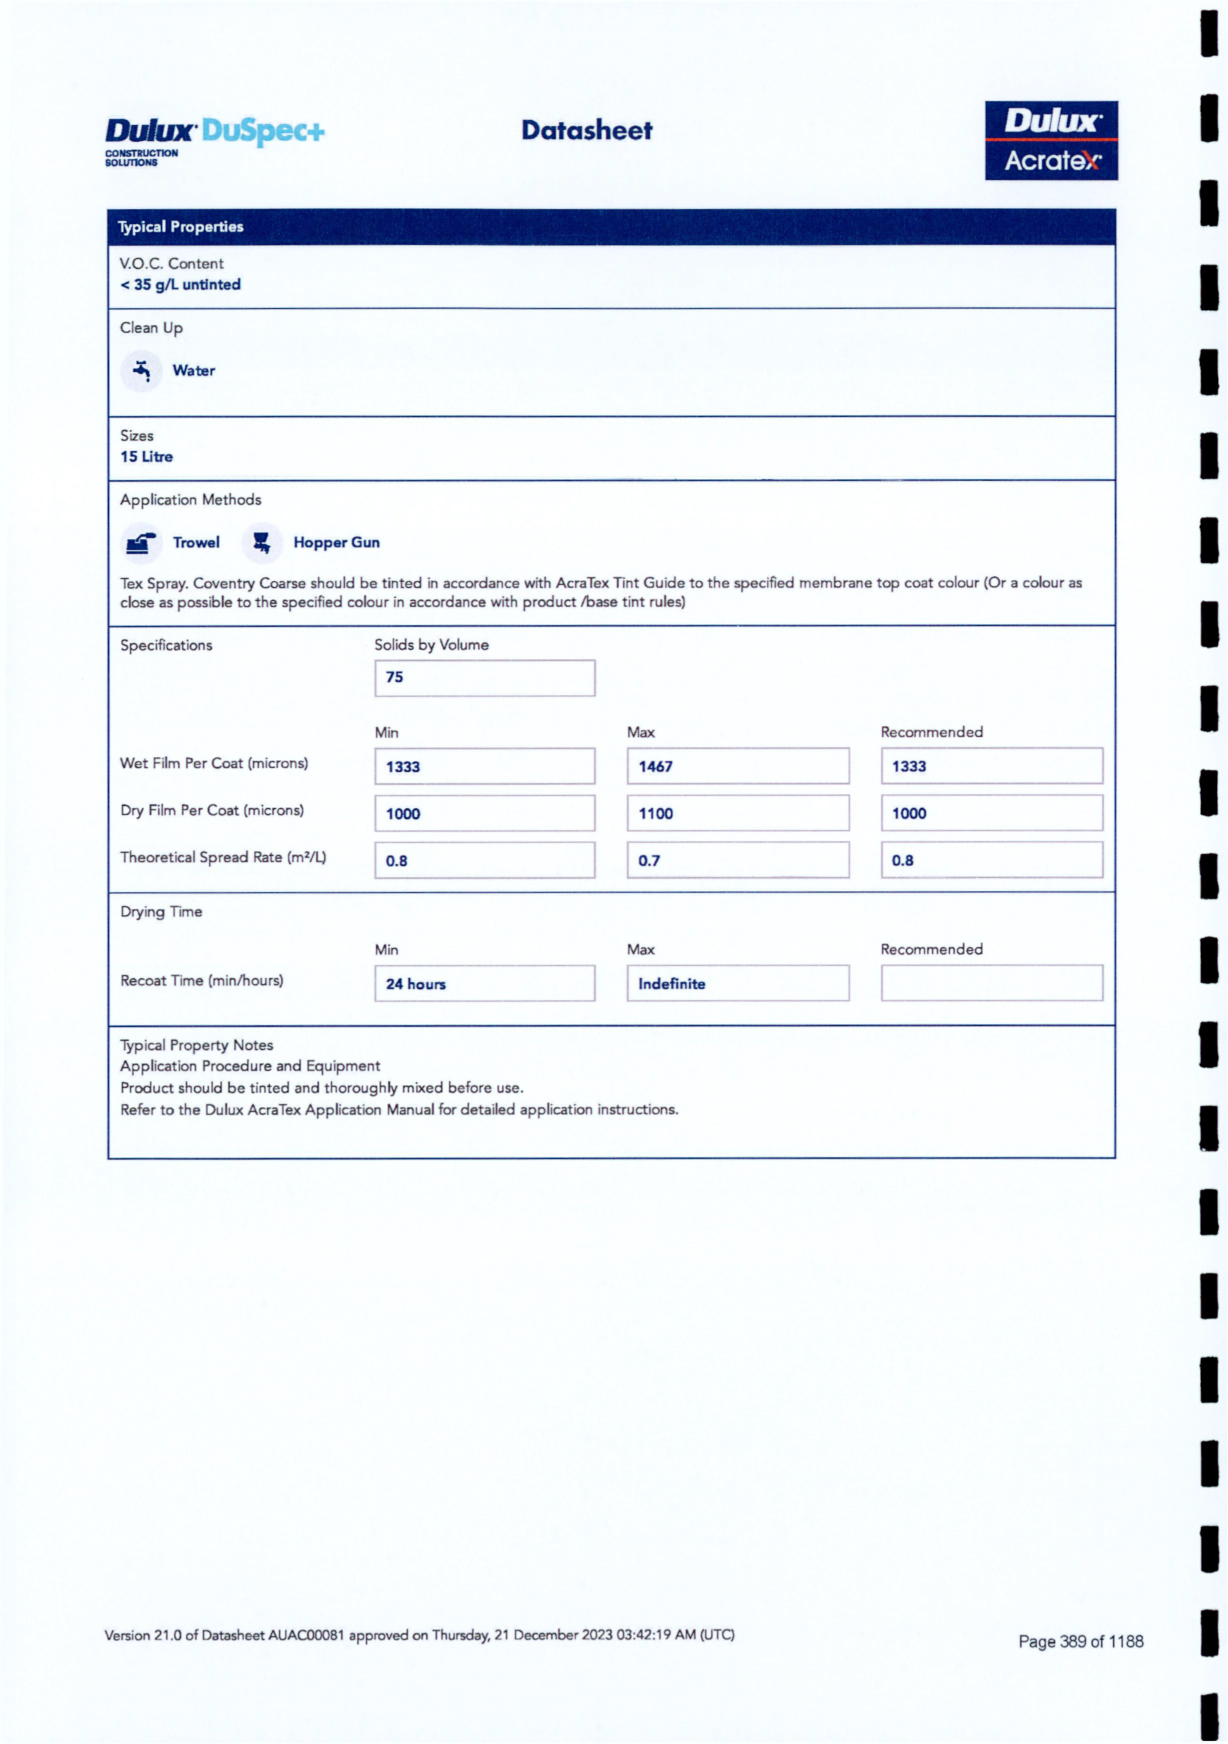 Dulux DuSpec+
CONSTRUCTION
SOLUTIONS
Datasheet
Dulux
Acratex
Typical Properties
V.O.C. Content
< 35 g/L untinted
Clean Up
Water
Sizes
15 Litre
Application Methods
Trowel Hopper Gun
Tex Spray. Coventry Coarse should be tinted in accordance with AcraTex Tint Guide to the specified membrane top coat colour (Or a colour as
close as possible to the specified colour in accordance with product /base tint rules)
Specifications Solids by Volume
75
Min Max Recommended
Wet Film Per Coat (microns) 1333 1467 1333
Dry Film Per Coat (microns) 1000 1100 1000
Theoretical Spread Rate (m²/L) 0.8 0.7 0.8
Drying Time
Min Max Recommended
Recoat Time (min/hours) 24 hours Indefinite
Typical Property Notes
Application Procedure and Equipment
Product should be tinted and thoroughly mixed before use.
Refer to the Dulux AcraTex Application Manual for detailed application instructions.
Version 21.0 of Datasheet AUAC00081 approved on Thursday, 21 December 2023 03:42:19 AM (UTC)
Page 389 of 1188